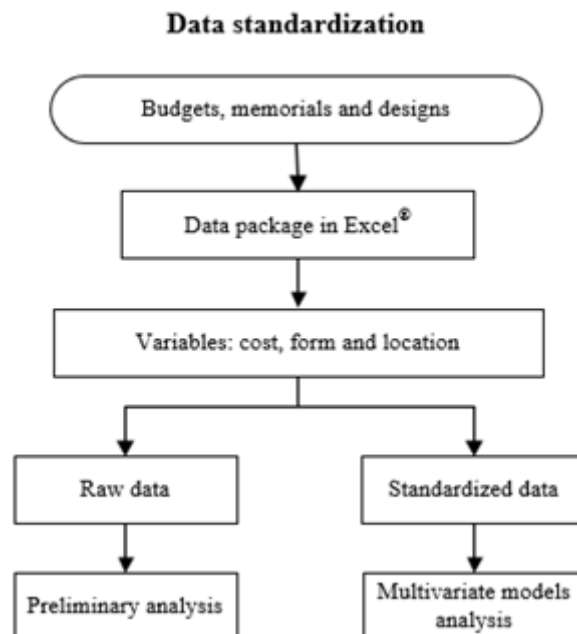 Data standardization
Budgets, memorials and designs
Data package in Excel®
Variables: cost, form and location
Raw data
Standardized data
Preliminary analysis
Multivariate models
analysis